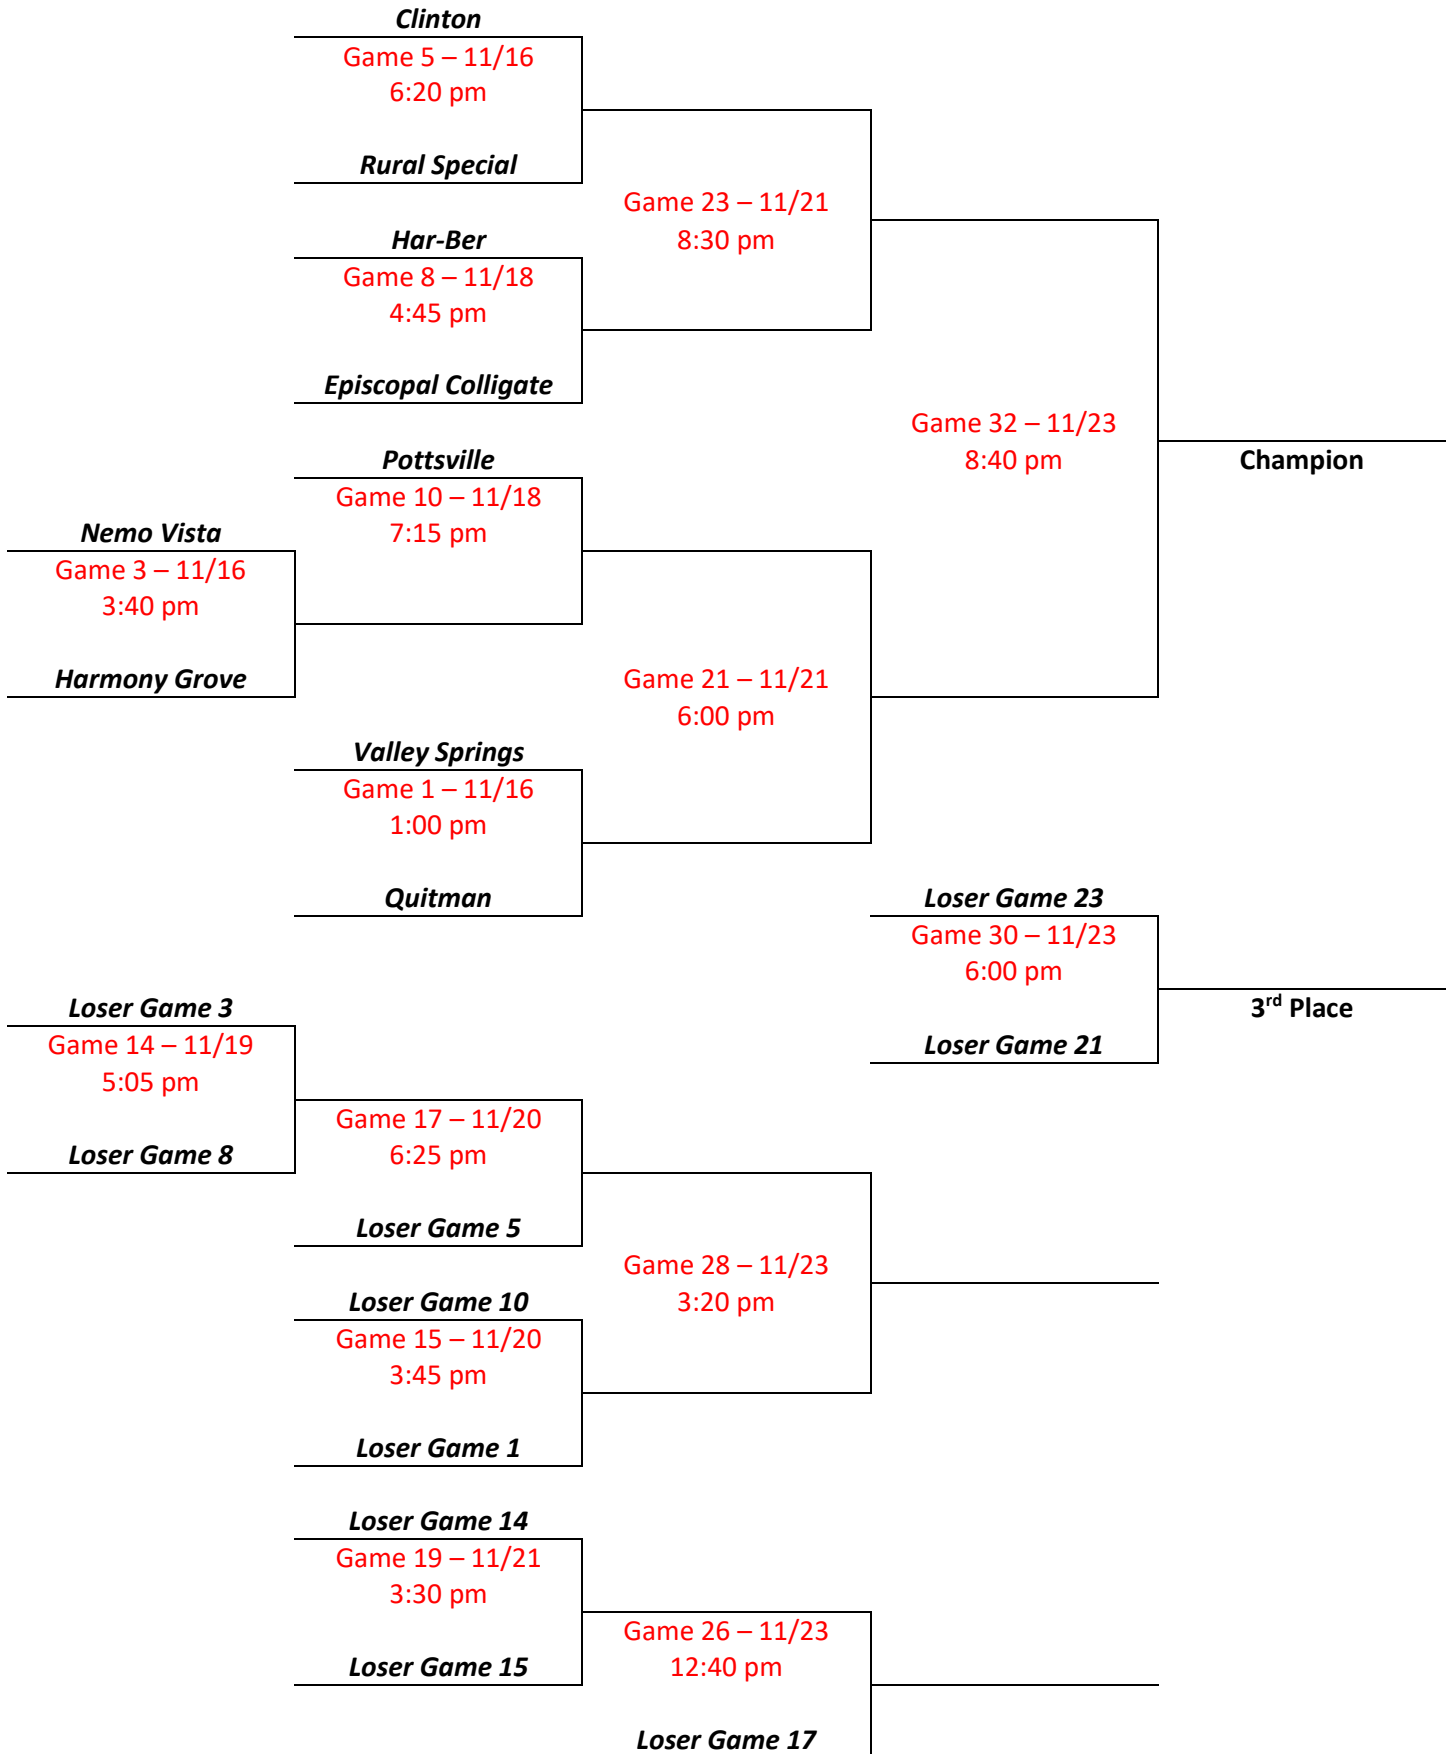 Clinton
Game 5 – 11/16
6:20 pm
Rural Special
Game 23 – 11/21
8:30 pm
Har-Ber
Game 8 – 11/18
4:45 pm
Episcopal Colligate
Game 32 – 11/23
8:40 pm
Champion
Pottsville
Game 10 – 11/18
7:15 pm
Nemo Vista
Game 3 – 11/16
3:40 pm
Harmony Grove
Game 21 – 11/21
6:00 pm
Valley Springs
Game 1 – 11/16
1:00 pm
Quitman
Loser Game 23
Game 30 – 11/23
6:00 pm
3rd Place
Loser Game 21
Loser Game 3
Game 14 – 11/19
5:05 pm
Loser Game 8
Game 17 – 11/20
6:25 pm
Loser Game 5
Game 28 – 11/23
3:20 pm
Loser Game 10
Game 15 – 11/20
3:45 pm
Loser Game 1
Loser Game 14
Game 19 – 11/21
3:30 pm
Loser Game 15
Game 26 – 11/23
12:40 pm
Loser Game 17